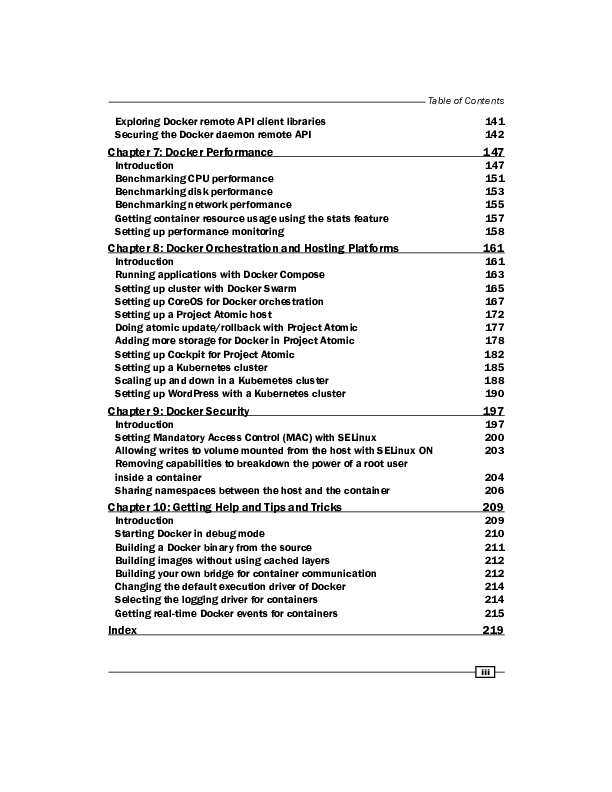 Table of Contents
Exploring Docker remote API client libraries 141
Securing the Docker daemon remote API 142
Chapter 7: Docker Performance 147
Introduction 147
Benchmarking CPU performance 151
Benchmarking disk performance 153
Benchmarking network performance 155
Getting container resource usage using the stats feature 157
Setting up performance monitoring 158
Chapter 8: Docker Orchestration and Hosting Platforms 161
Introduction 161
Running applications with Docker Compose 163
Setting up cluster with Docker Swarm 165
Setting up CoreOS for Docker orchestration 167
Setting up a Project Atomic host 172
Doing atomic update/rollback with Project Atomic 177
Adding more storage for Docker in Project Atomic 178
Setting up Cockpit for Project Atomic 182
Setting up a Kubernetes cluster 185
Scaling up and down in a Kubernetes cluster 188
Setting up WordPress with a Kubernetes cluster 190
Chapter 9: Docker Security 197
Introduction 197
Setting Mandatory Access Control (MAC) with SELinux 200
Allowing writes to volume mounted from the host with SELinux ON 203
Removing capabilities to breakdown the power of a root user
inside a container 204
Sharing namespaces between the host and the container 206
Chapter 10: Getting Help and Tips and Tricks 209
Introduction 209
Starting Docker in debug mode 210
Building a Docker binary from the source 211
Building images without using cached layers 212
Building your own bridge for container communication 212
Changing the default execution driver of Docker 214
Selecting the logging driver for containers 214
Getting real-time Docker events for containers 215
Index 219
iii